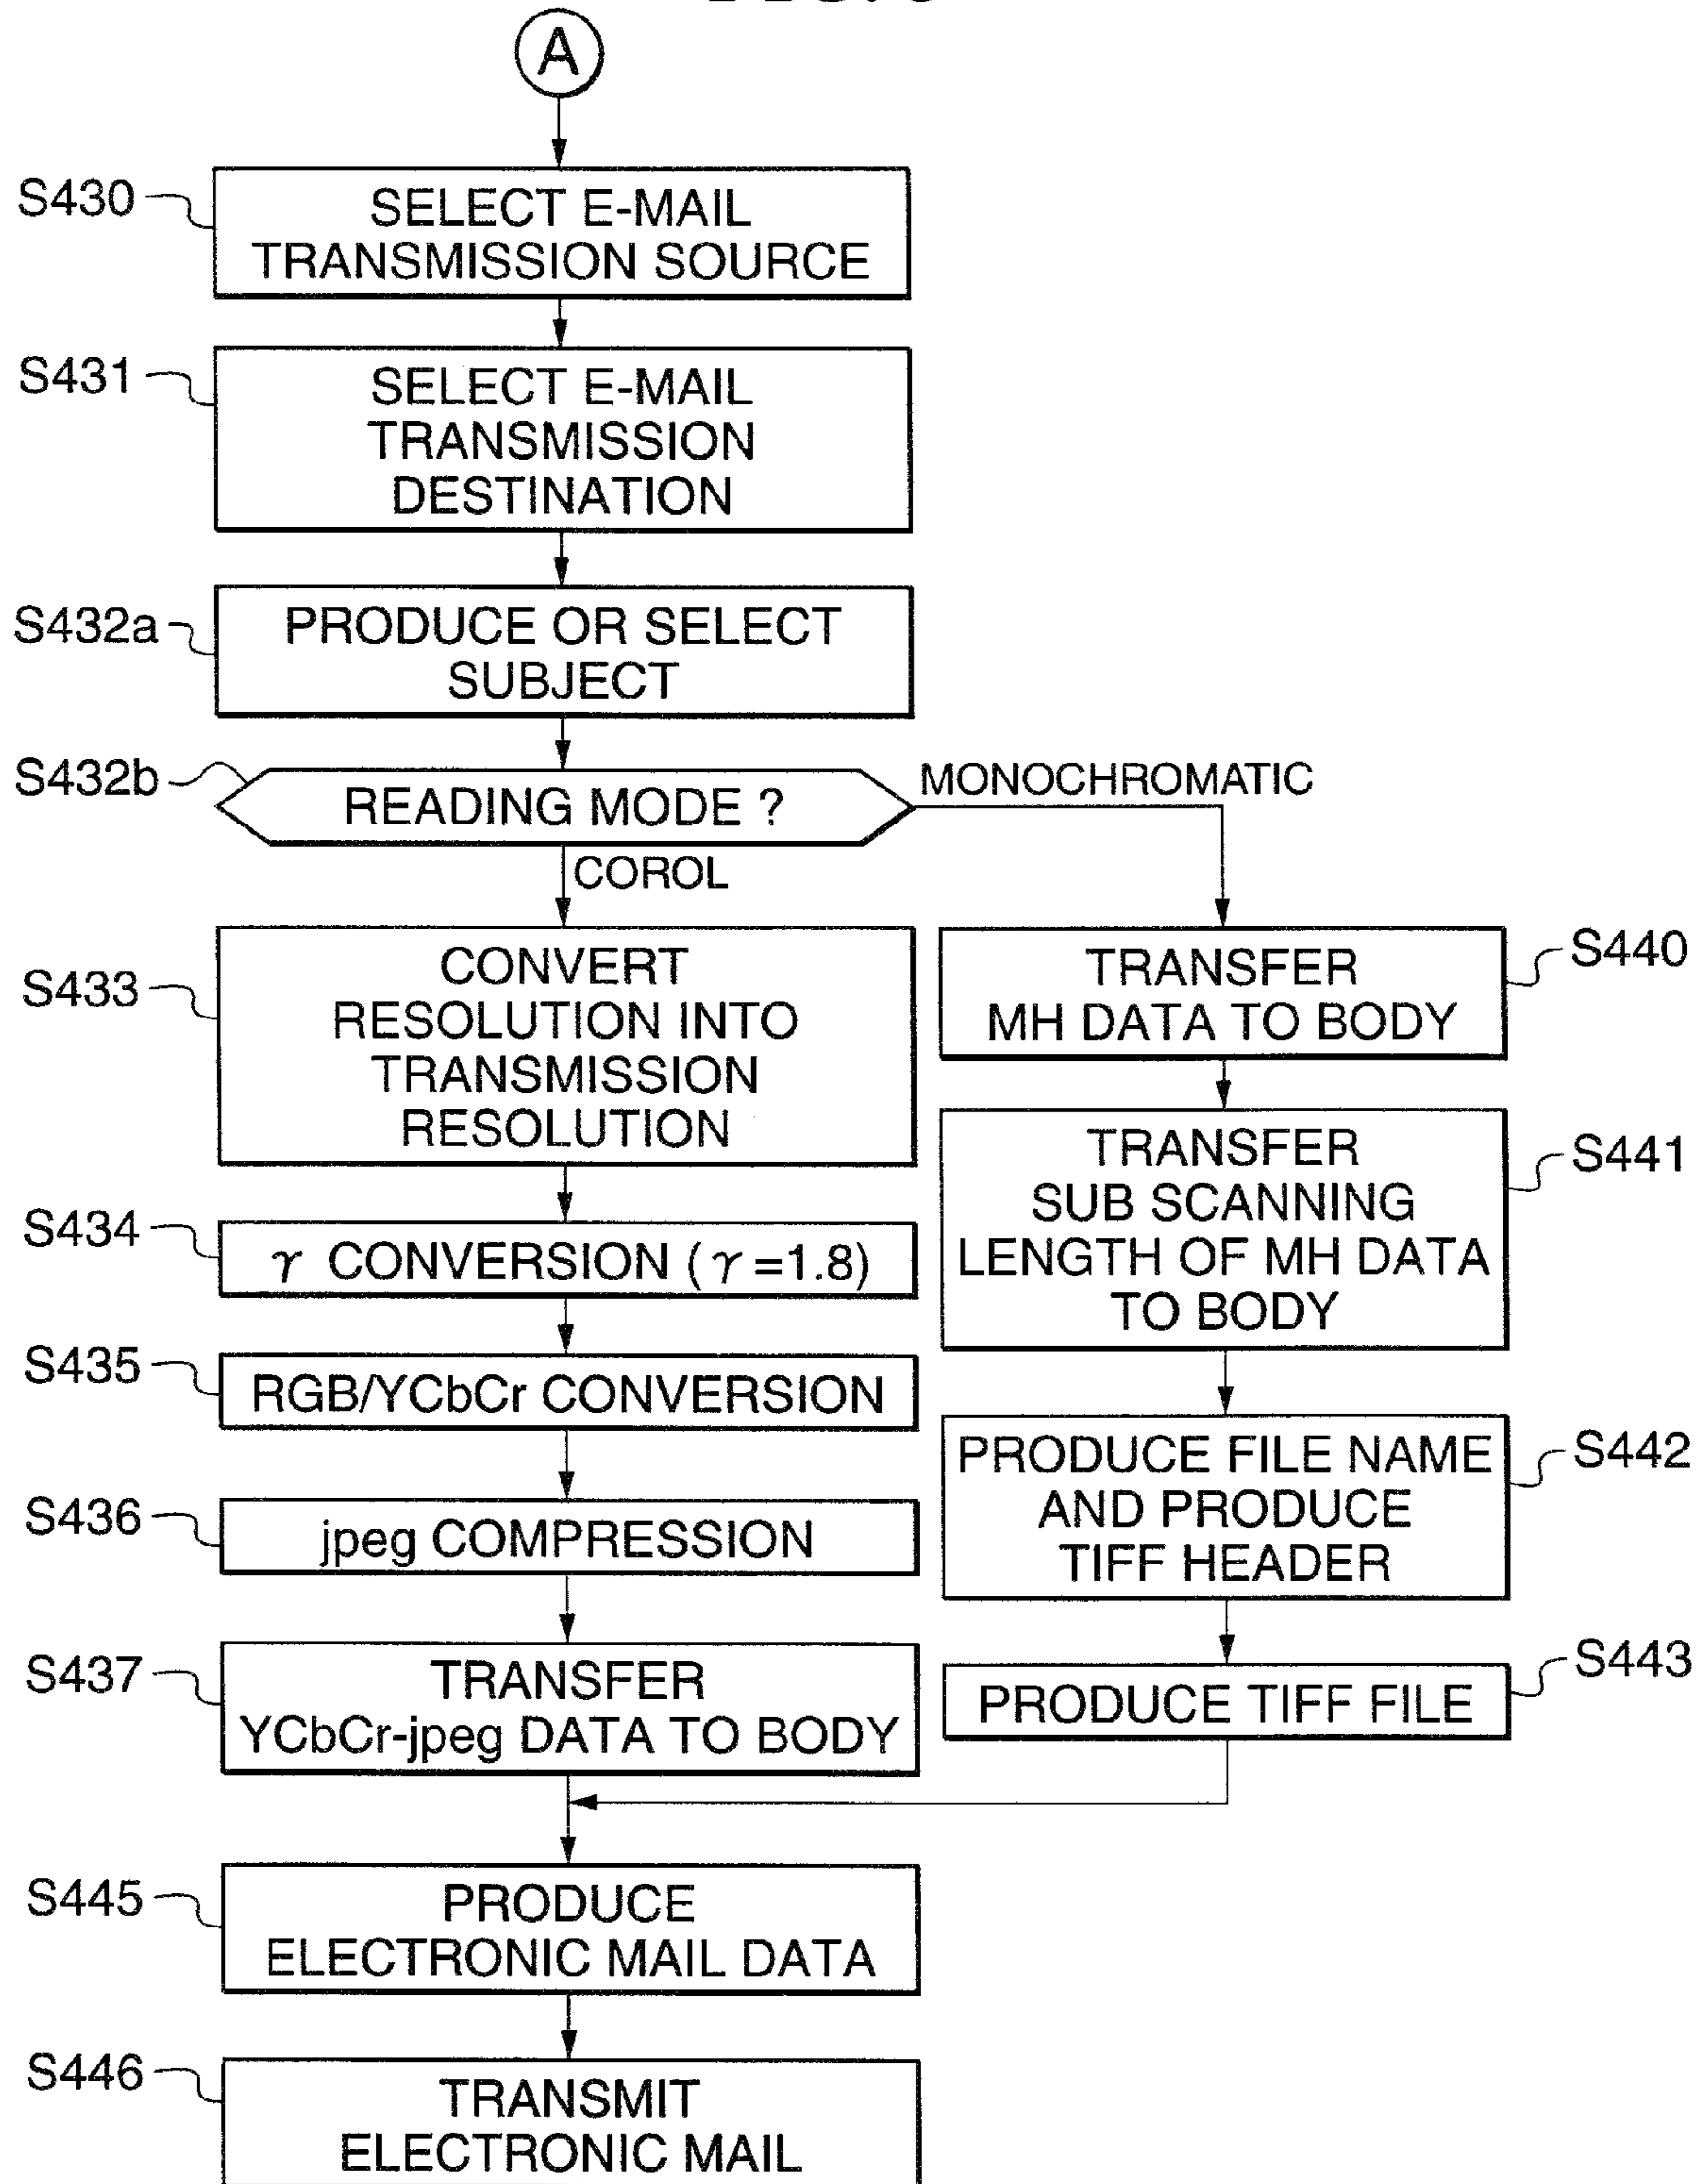 A
S430
SELECT E-MAIL
TRANSMISSION SOURCE
S431
SELECT E-MAIL
TRANSMISSION
DESTINATION
S432a
PRODUCE OR SELECT
SUBJECT
S432b
READING MODE ?
MONOCHROMATIC
COROL
S433
CONVERT
RESOLUTION INTO
TRANSMISSION
RESOLUTION
S434
γ CONVERSION ( γ =1.8)
S435
RGB/YCbCr CONVERSION
S436
jpeg COMPRESSION
S437
TRANSFER
YCbCr-jpeg DATA TO BODY
S440
TRANSFER
MH DATA TO BODY
S441
TRANSFER
SUB SCANNING
LENGTH OF MH DATA
TO BODY
S442
PRODUCE FILE NAME
AND PRODUCE
TIFF HEADER
S443
PRODUCE TIFF FILE
S445
PRODUCE
ELECTRONIC MAIL DATA
S446
TRANSMIT
ELECTRONIC MAIL